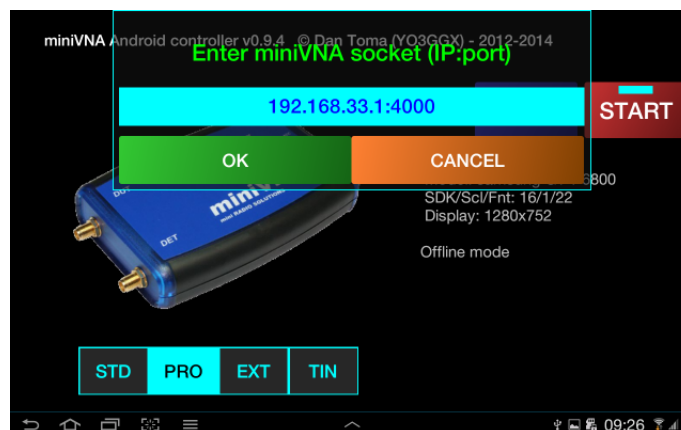 miniVNA Android controller v0.9.4 © Dan Toma (YO3GGX) - 2012-2014
Enter miniVNA socket (IP:port)
192.168.33.1:4000
START
OK
CANCEL
6800
SDK/Scl/Fnt: 16/1/22
Display: 1280x752
Offline mode
DUT
mini RADIO SOLUTIONS
DET
STD
PRO
EXT
TIN
09:26